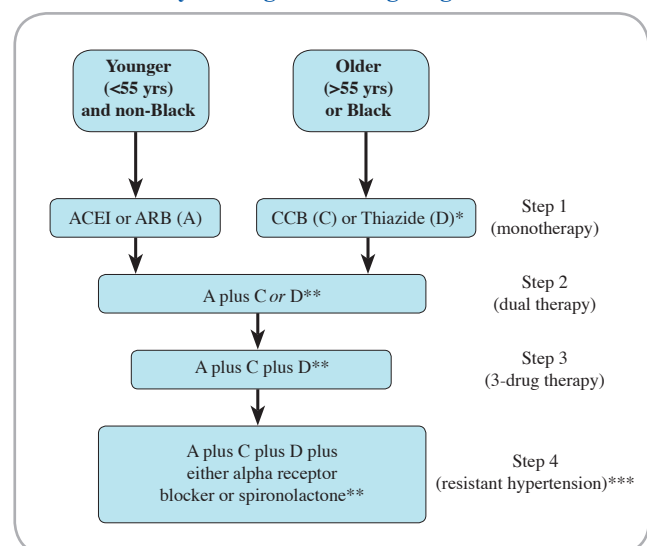 Younger
(<55 yrs)
and non-Black
Older
(>55 yrs)
or Black
ACEI or ARB (A)
CCB (C) or Thiazide (D)*
Step 1
(monotherapy)
A plus C or D**
Step 2
(dual therapy)
A plus C plus D**
Step 3
(3-drug therapy)
A plus C plus D plus
either alpha receptor
blocker or spironolactone**
Step 4
(resistant hypertension)***